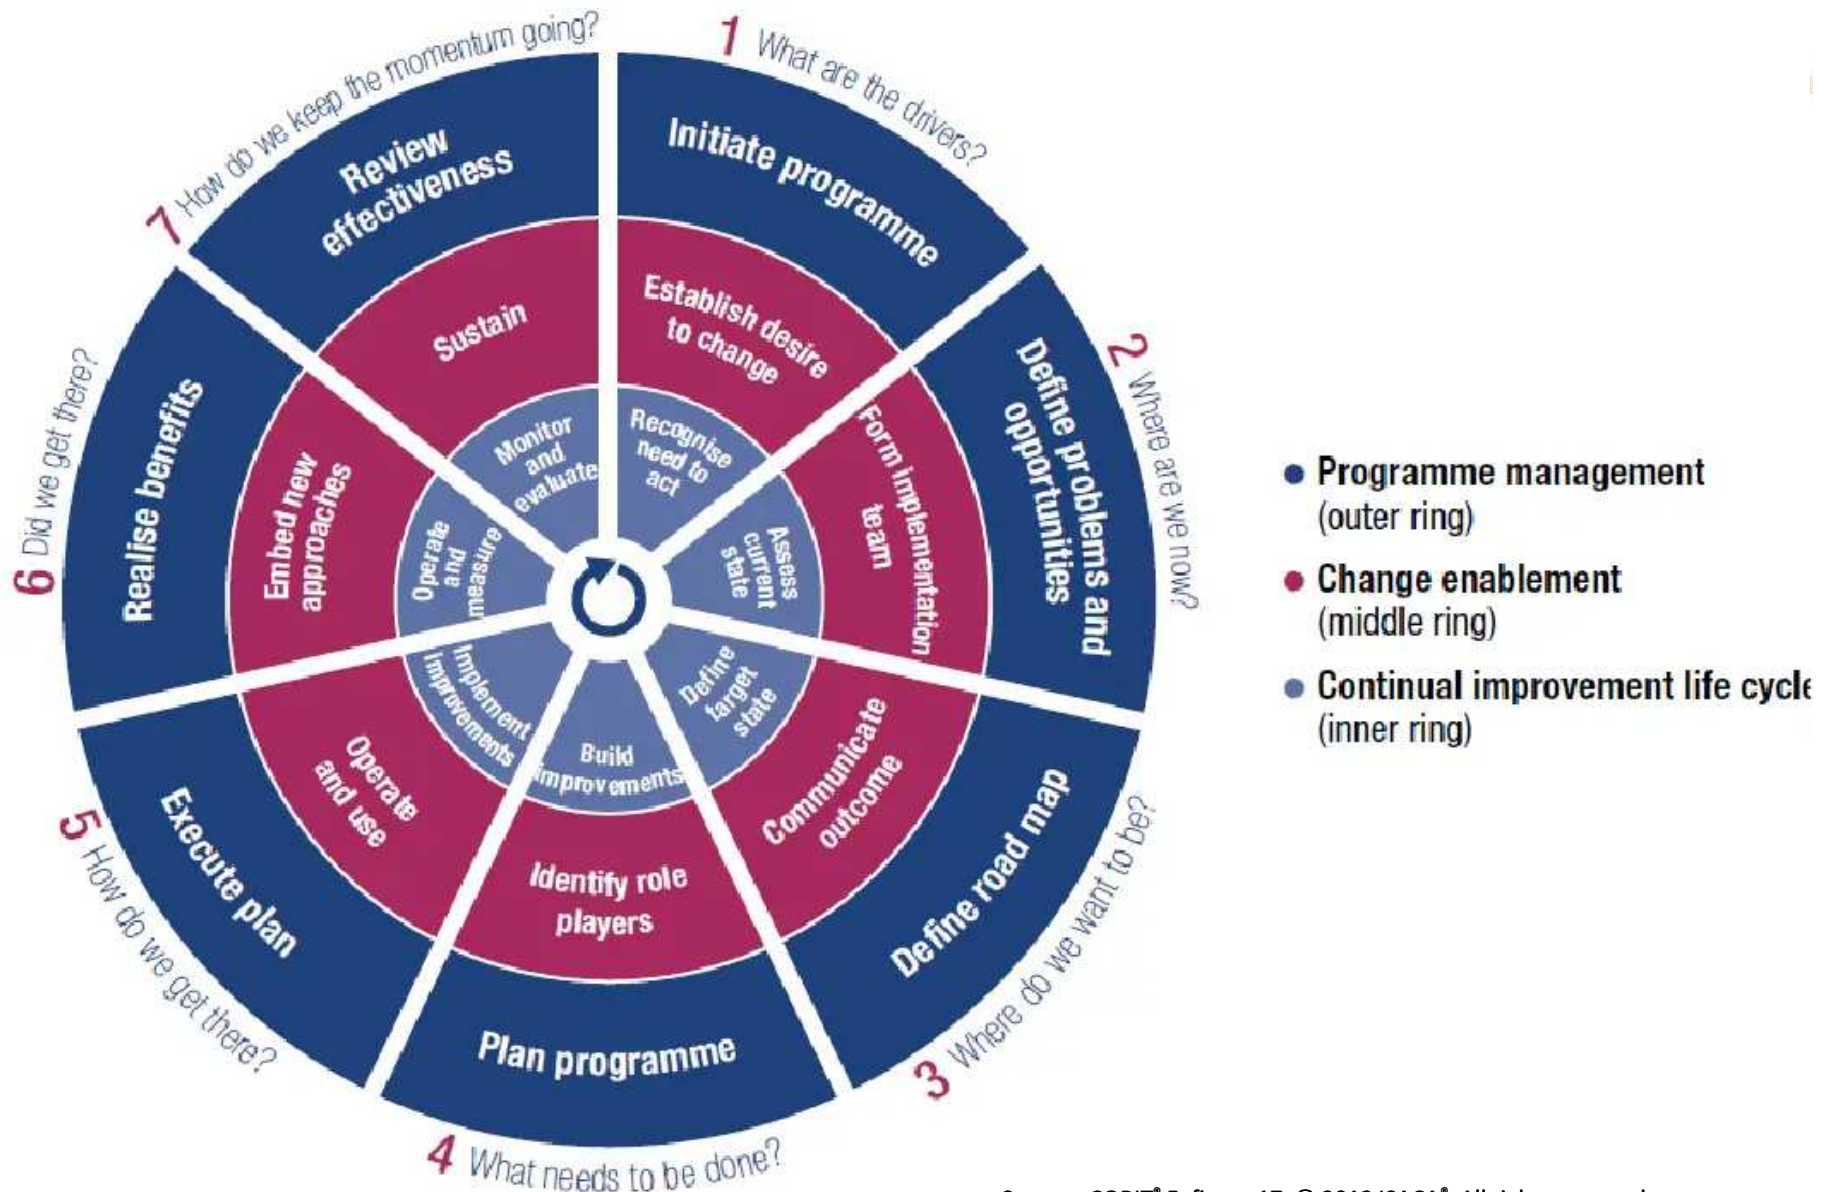 1 What are the drivers?
Initiate programme
Establish desire
to change
Recognise
need to
act
2 Where are we now?
Define problems and
opportunities
Form implementation
team
Assess
current
state
3 Where do we want to be?
Define road map
Communicate
outcome
Define
target
state
4 What needs to be done?
Plan programme
Identify role
players
Build
improvements
5 How do we get there?
Execute plan
Operate
and use
Implement
improvements
6 Did we get there?
Realise benefits
Embed new
approaches
Operate
and
measure
7 How do we keep the momentum going?
Review
effectiveness
Sustain
Monitor
and
evaluate
Programme management
(outer ring)
Change enablement
(middle ring)
Continual improvement life cycle
(inner ring)